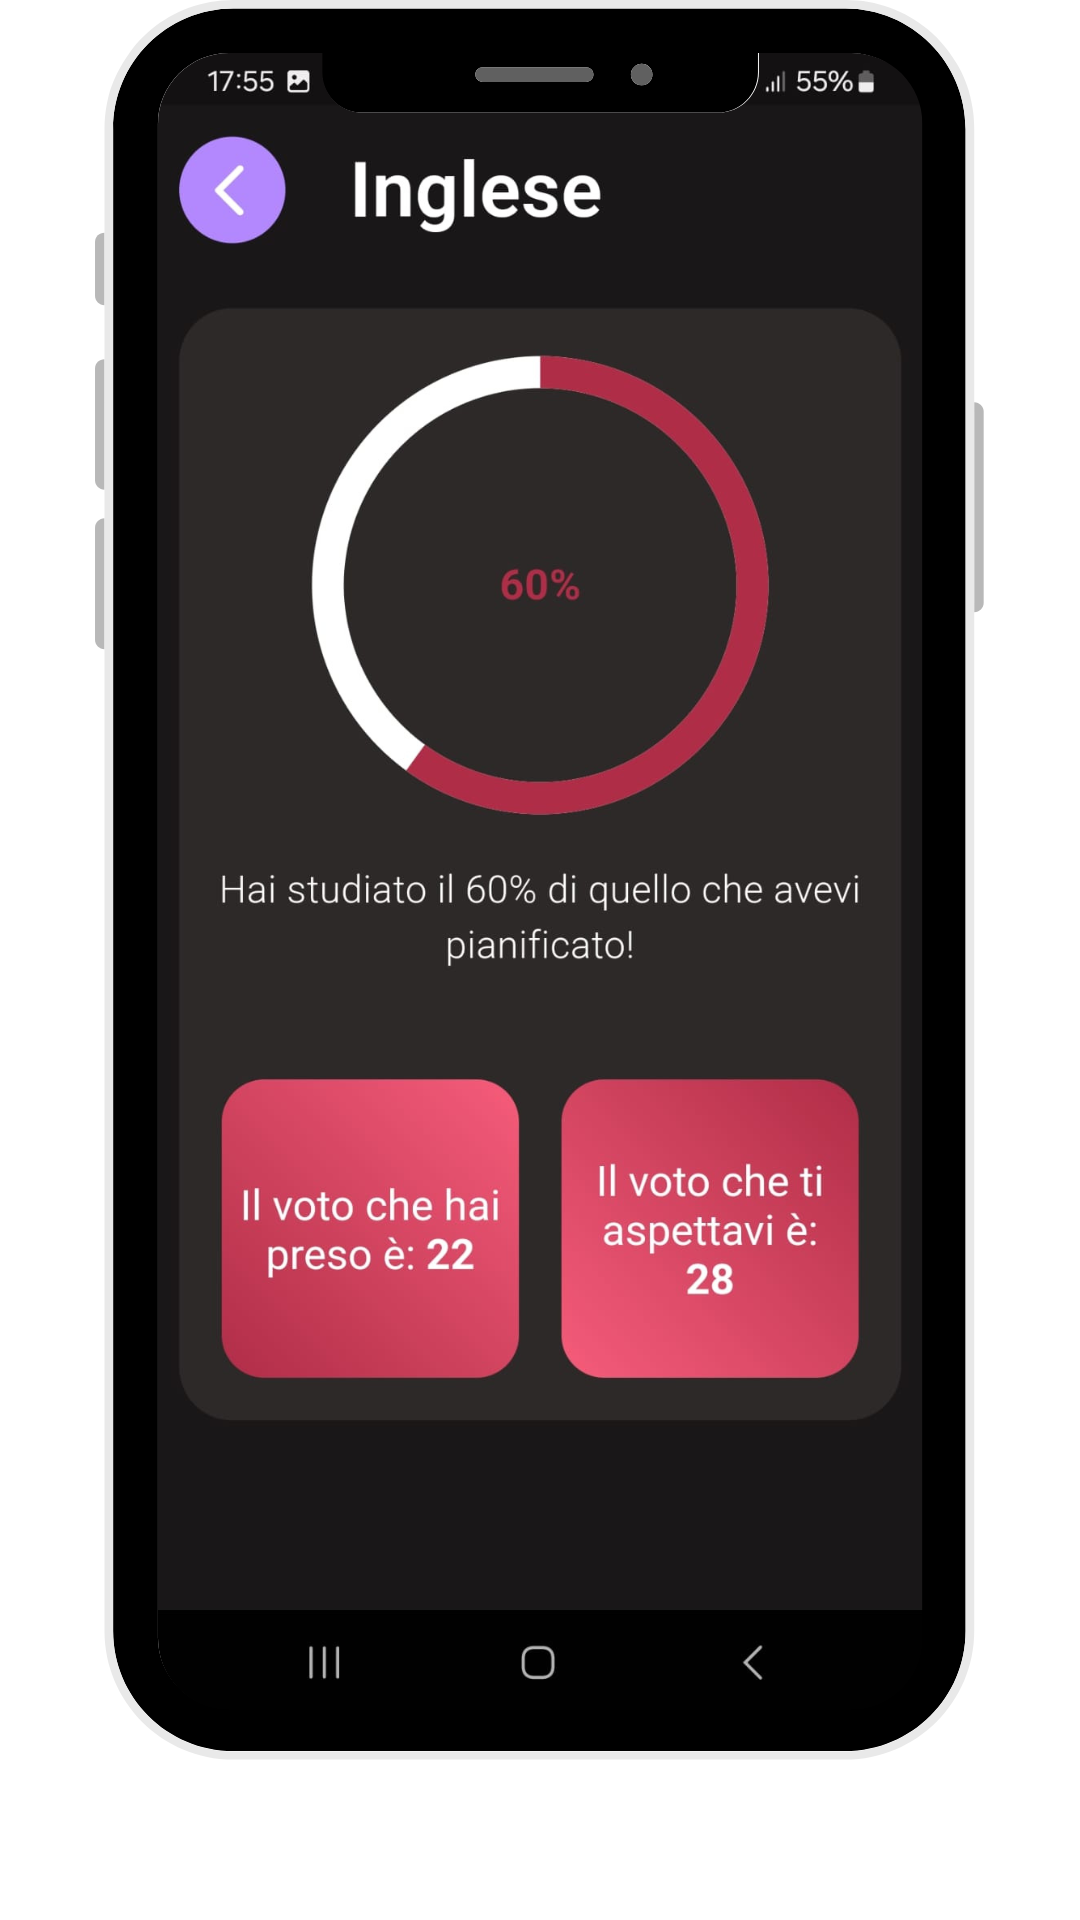 17:55
55%
Inglese
60%
Hai studiato il 60% di quello che avevi
pianificato!
Il voto che hai
preso è: 22
Il voto che ti
aspettavi è:
28